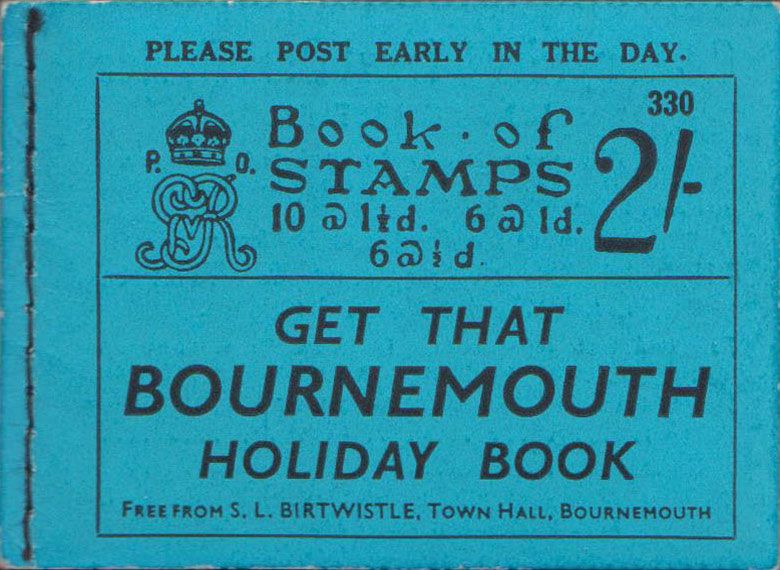 PLEASE POST EARLY IN THE DAY.
330
P. O.
Book · of
STAMPS
2/-
10 @ 1½d. 6 @ 1d.
6 @ ½d.
GET THAT
BOURNEMOUTH
HOLIDAY BOOK
FREE FROM S. L. BIRTWISTLE, TOWN HALL, BOURNEMOUTH